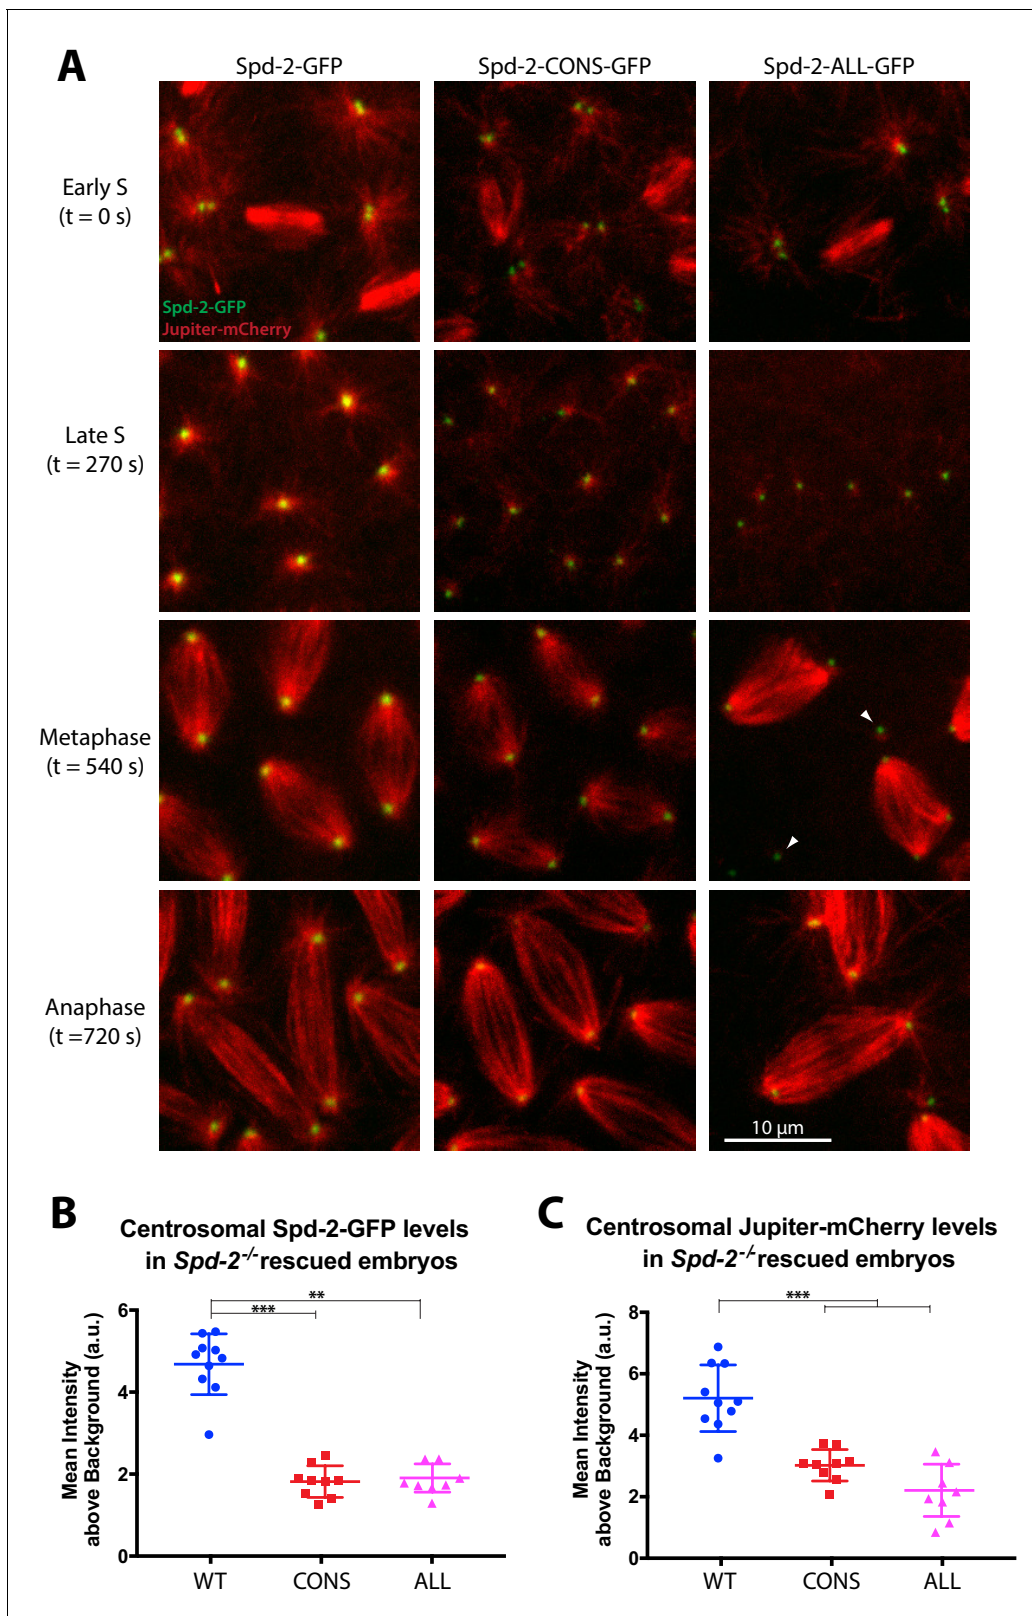 A
Spd-2-GFP
Spd-2-CONS-GFP
Spd-2-ALL-GFP
Early S
(t = 0 s)
Spd-2-GFP
Jupiter-mCherry
Late S
(t = 270 s)
Metaphase
(t = 540 s)
Anaphase
(t =720 s)
10 µm
B
Centrosomal Spd-2-GFP levels
in Spd-2-/- rescued embryos
**
***
Mean Intensity
above Background (a.u.)
6
4
2
0
WT
CONS
ALL
C
Centrosomal Jupiter-mCherry levels
in Spd-2-/- rescued embryos
***
Mean Intensity
above Background (a.u.)
8
6
4
2
0
WT
CONS
ALL